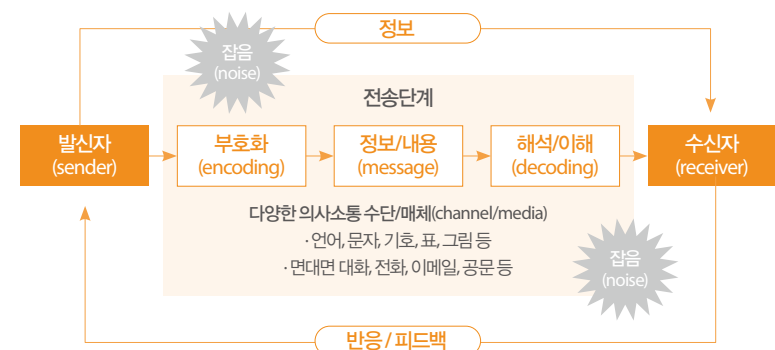 정보
잡음
(noise)
전송단계
발신자
(sender)
부호화
(encoding)
정보/내용
(message)
해석/이해
(decoding)
수신자
(receiver)
다양한 의사소통 수단/매체(channel/media)
· 언어, 문자, 기호, 표, 그림 등
· 면대면 대화, 전화, 이메일, 공문 등
잡음
(noise)
반응 / 피드백